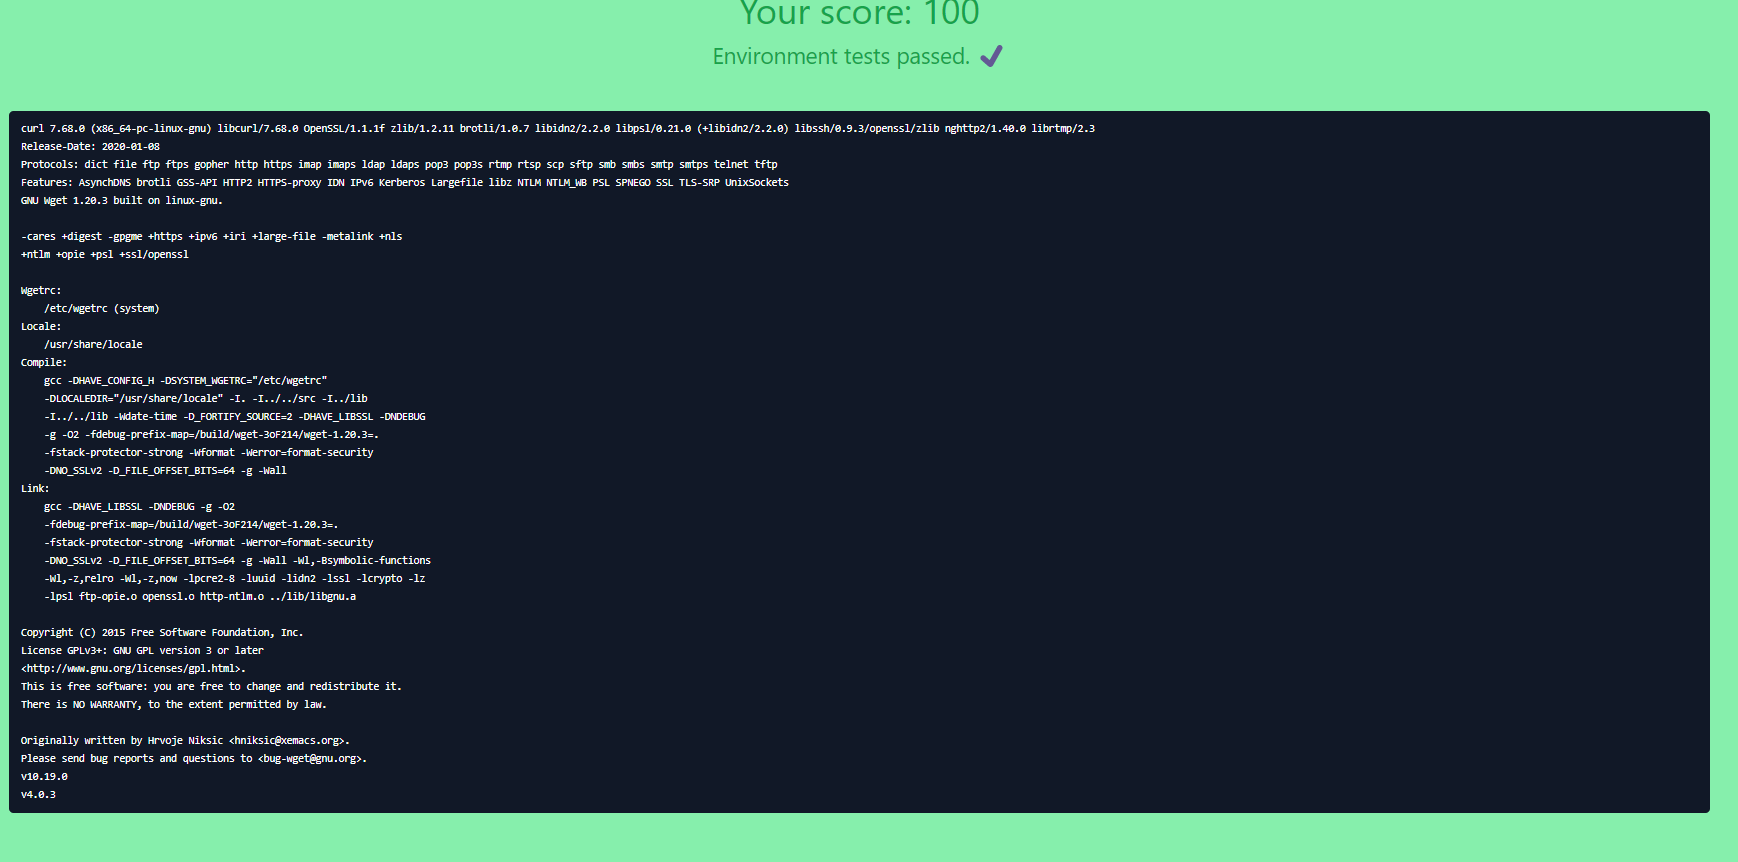 Your score: 100
Environment tests passed. ✔
curl 7.68.0 (x86_64-pc-linux-gnu) libcurl/7.68.0 OpenSSL/1.1.1f zlib/1.2.11 brotli/1.0.7 libidn2/2.2.0 libpsl/0.21.0 (+libidn2/2.2.0) libssh/0.9.3/openssl/zlib nghttp2/1.40.0 librtmp/2.3
Release-Date: 2020-01-08
Protocols: dict file ftp ftps gopher http https imap imaps ldap ldaps pop3 pop3s rtmp rtsp scp sftp smb smbs smtp smtps telnet tftp
Features: AsynchDNS brotli GSS-API HTTP2 HTTPS-proxy IDN IPv6 Kerberos Largefile libz NTLM NTLM_WB PSL SPNEGO SSL TLS-SRP UnixSockets
GNU Wget 1.20.3 built on linux-gnu.

-cares +digest -gpgme +https +ipv6 +iri +large-file -metalink +nls
+ntlm +opie +psl +ssl/openssl

Wgetrc:
    /etc/wgetrc (system)
Locale:
    /usr/share/locale
Compile:
    gcc -DHAVE_CONFIG_H -DSYSTEM_WGETRC="/etc/wgetrc"
    -DLOCALEDIR="/usr/share/locale" -I. -I../../src -I../lib
    -I../../lib -Wdate-time -D_FORTIFY_SOURCE=2 -DHAVE_LIBSSL -DNDEBUG
    -g -O2 -fdebug-prefix-map=/build/wget-3oF214/wget-1.20.3=.
    -fstack-protector-strong -Wformat -Werror=format-security
    -DNO_SSLv2 -D_FILE_OFFSET_BITS=64 -g -Wall
Link:
    gcc -DHAVE_LIBSSL -DNDEBUG -g -O2
    -fdebug-prefix-map=/build/wget-3oF214/wget-1.20.3=.
    -fstack-protector-strong -Wformat -Werror=format-security
    -DNO_SSLv2 -D_FILE_OFFSET_BITS=64 -g -Wall -Wl,-Bsymbolic-functions
    -Wl,-z,relro -Wl,-z,now -lpcre2-8 -luuid -lidn2 -lssl -lcrypto -lz
    -lpsl ftp-opie.o openssl.o http-ntlm.o ../lib/libgnu.a

Copyright (C) 2015 Free Software Foundation, Inc.
License GPLv3+: GNU GPL version 3 or later
<http://www.gnu.org/licenses/gpl.html>.
This is free software: you are free to change and redistribute it.
There is NO WARRANTY, to the extent permitted by law.

Originally written by Hrvoje Niksic <hniksic@xemacs.org>.
Please send bug reports and questions to <bug-wget@gnu.org>.
v10.19.0
v4.0.3